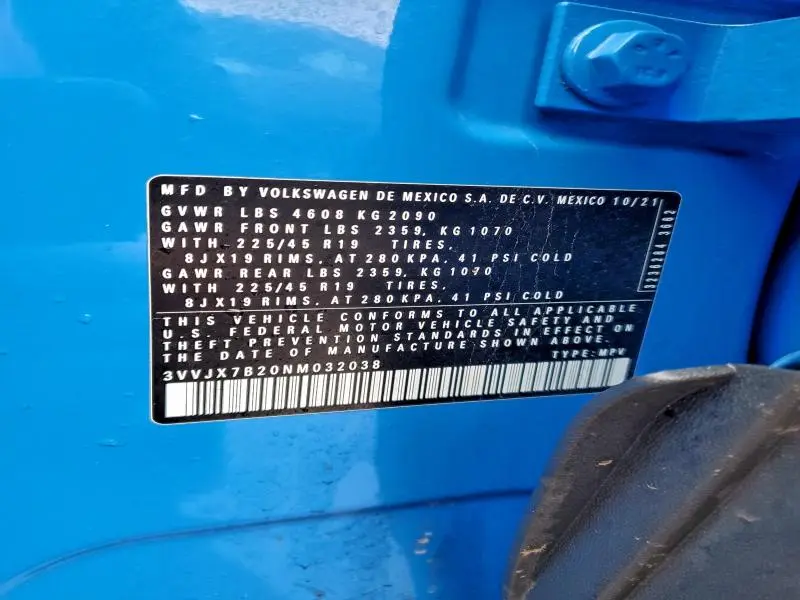 MFD BY VOLKSWAGEN DE MEXICO S.A. DE C.V. MEXICO 10/21
GVWR LBS 4608 KG 2090
GAWR FRONT LBS 2359, KG 1070
WITH 225/45 R19 TIRES,
8JX19 RIMS, AT 280 KPA, 41 PSI COLD
GAWR REAR LBS 2359, KG 1070
WITH 225/45 R19 TIRES,
8JX19 RIMS, AT 280 KPA, 41 PSI COLD
THIS VEHICLE CONFORMS TO ALL APPLICABLE
U.S. FEDERAL MOTOR VEHICLE SAFETY AND
THEFT PREVENTION STANDARDS IN EFFECT ON
THE DATE OF MANUFACTURE SHOWN ABOVE.
3VVJX7B20NM032038 TYPE: MPV
3236284 3662